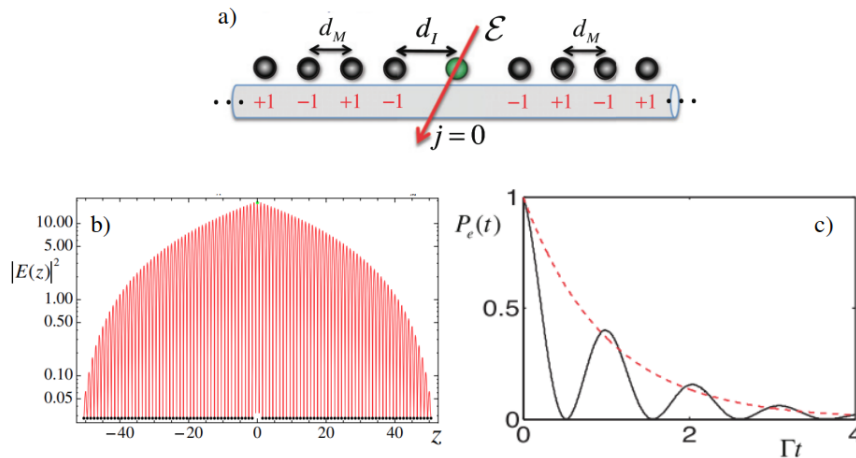 a)
d_M d_I ℰ d_M
+1 −1 +1 −1 −1 +1 −1 +1
j = 0
b)
|E(z)|²
10.00
5.00
1.00
0.50
0.10
0.05
−40 −20 0 20 40 z
c)
P_e(t)
1
0.5
0
0 2 4
Γt